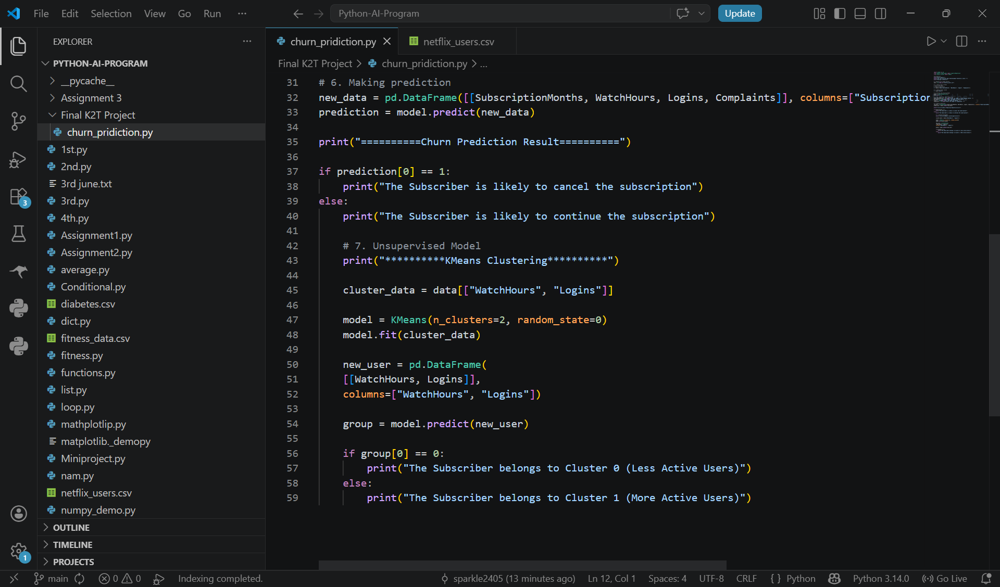 File Edit Selection View Go Run ···
Python-AI-Program
Update
EXPLORER
PYTHON-AI-PROGRAM
__pycache__
Assignment 3
Final K2T Project
churn_pridiction.py
1st.py
2nd.py
3rd june.txt
3rd.py
4th.py
Assignment1.py
Assignment2.py
average.py
Conditional.py
diabetes.csv
dict.py
fitness_data.csv
fitness.py
functions.py
list.py
loop.py
mathplotlip.py
matplotlib._demopy
Miniproject.py
nam.py
netflix_users.csv
numpy_demo.py
OUTLINE
TIMELINE
PROJECTS
3
1
churn_pridiction.py
netflix_users.csv
Final K2T Project > churn_pridiction.py > ...
31 # 6. Making prediction
32 new_data = pd.DataFrame([[SubscriptionMonths, WatchHours, Logins, Complaints]], columns=["Subscription
33 prediction = model.predict(new_data)
34
35 print("==========Churn Prediction Result==========")
36
37 if prediction[0] == 1:
38     print("The Subscriber is likely to cancel the subscription")
39 else:
40     print("The Subscriber is likely to continue the subscription")
41
42     # 7. Unsupervised Model
43     print("**********KMeans Clustering**********")
44
45     cluster_data = data[["WatchHours", "Logins"]]
46
47     model = KMeans(n_clusters=2, random_state=0)
48     model.fit(cluster_data)
49
50     new_user = pd.DataFrame(
51     [[WatchHours, Logins]],
52     columns=["WatchHours", "Logins"])
53
54     group = model.predict(new_user)
55
56     if group[0] == 0:
57         print("The Subscriber belongs to Cluster 0 (Less Active Users)")
58     else:
59         print("The Subscriber belongs to Cluster 1 (More Active Users)")
main 0 0 Indexing completed. sparkle2405 (13 minutes ago) Ln 12, Col 1 Spaces: 4 UTF-8 CRLF { } Python Python 3.14.0 Go Live